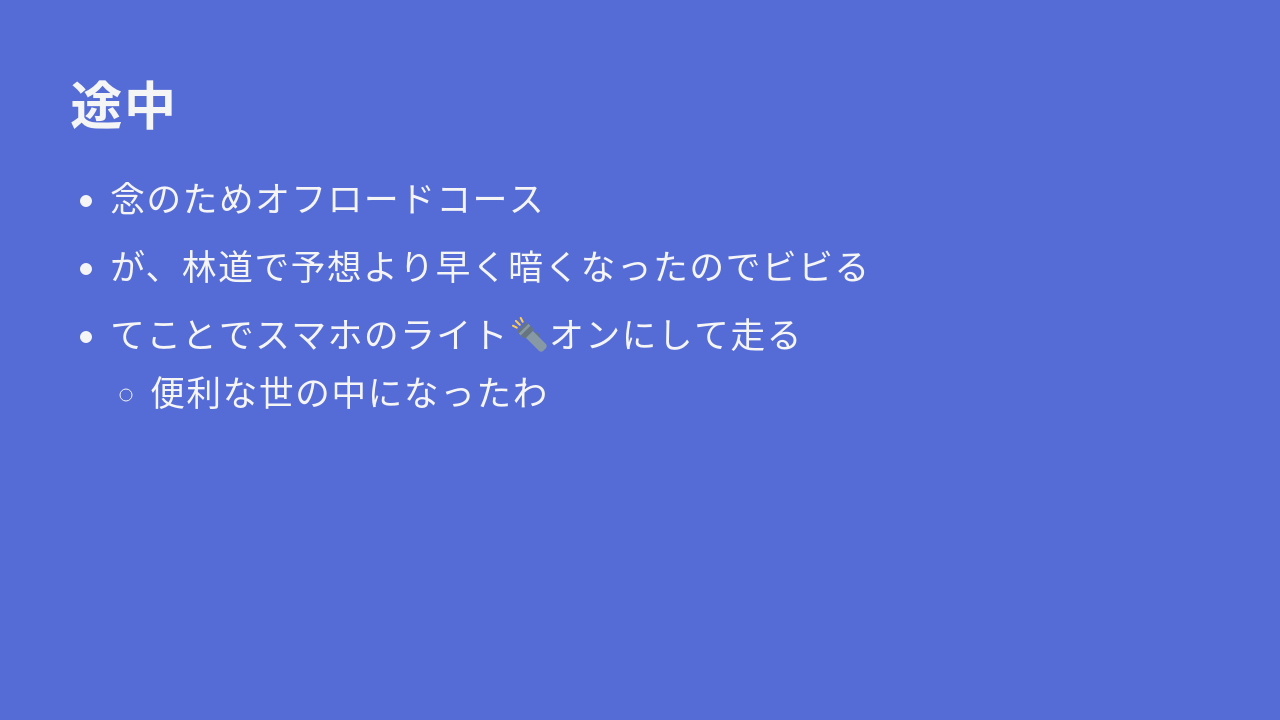 途中
念のためオフロードコース
が、林道で予想より早く暗くなったのでビビる
てことでスマホのライト🔦オンにして走る
便利な世の中になったわ